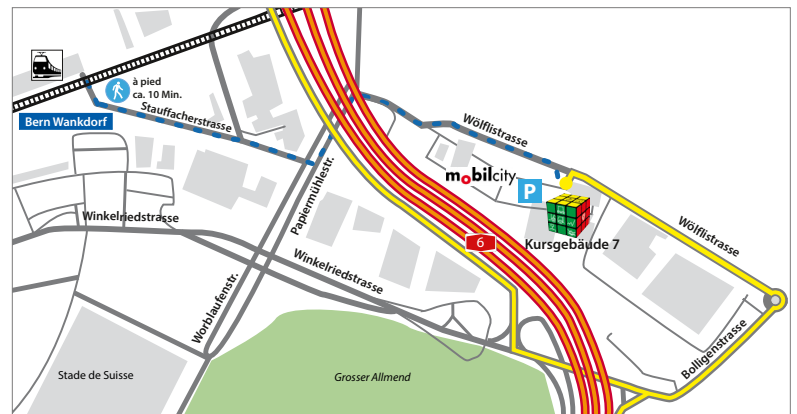 à pied
ca. 10 Min.
Bern Wankdorf
Stauffacherstrasse
Wölflistrasse
mobilcity
P
Papiermühlestr.
Winkelriedstrasse
Wölflistrasse
6
Kursgebäude 7
Winkelriedstrasse
Worblaufenstr.
Bolligenstrasse
Stade de Suisse
Grosser Allmend